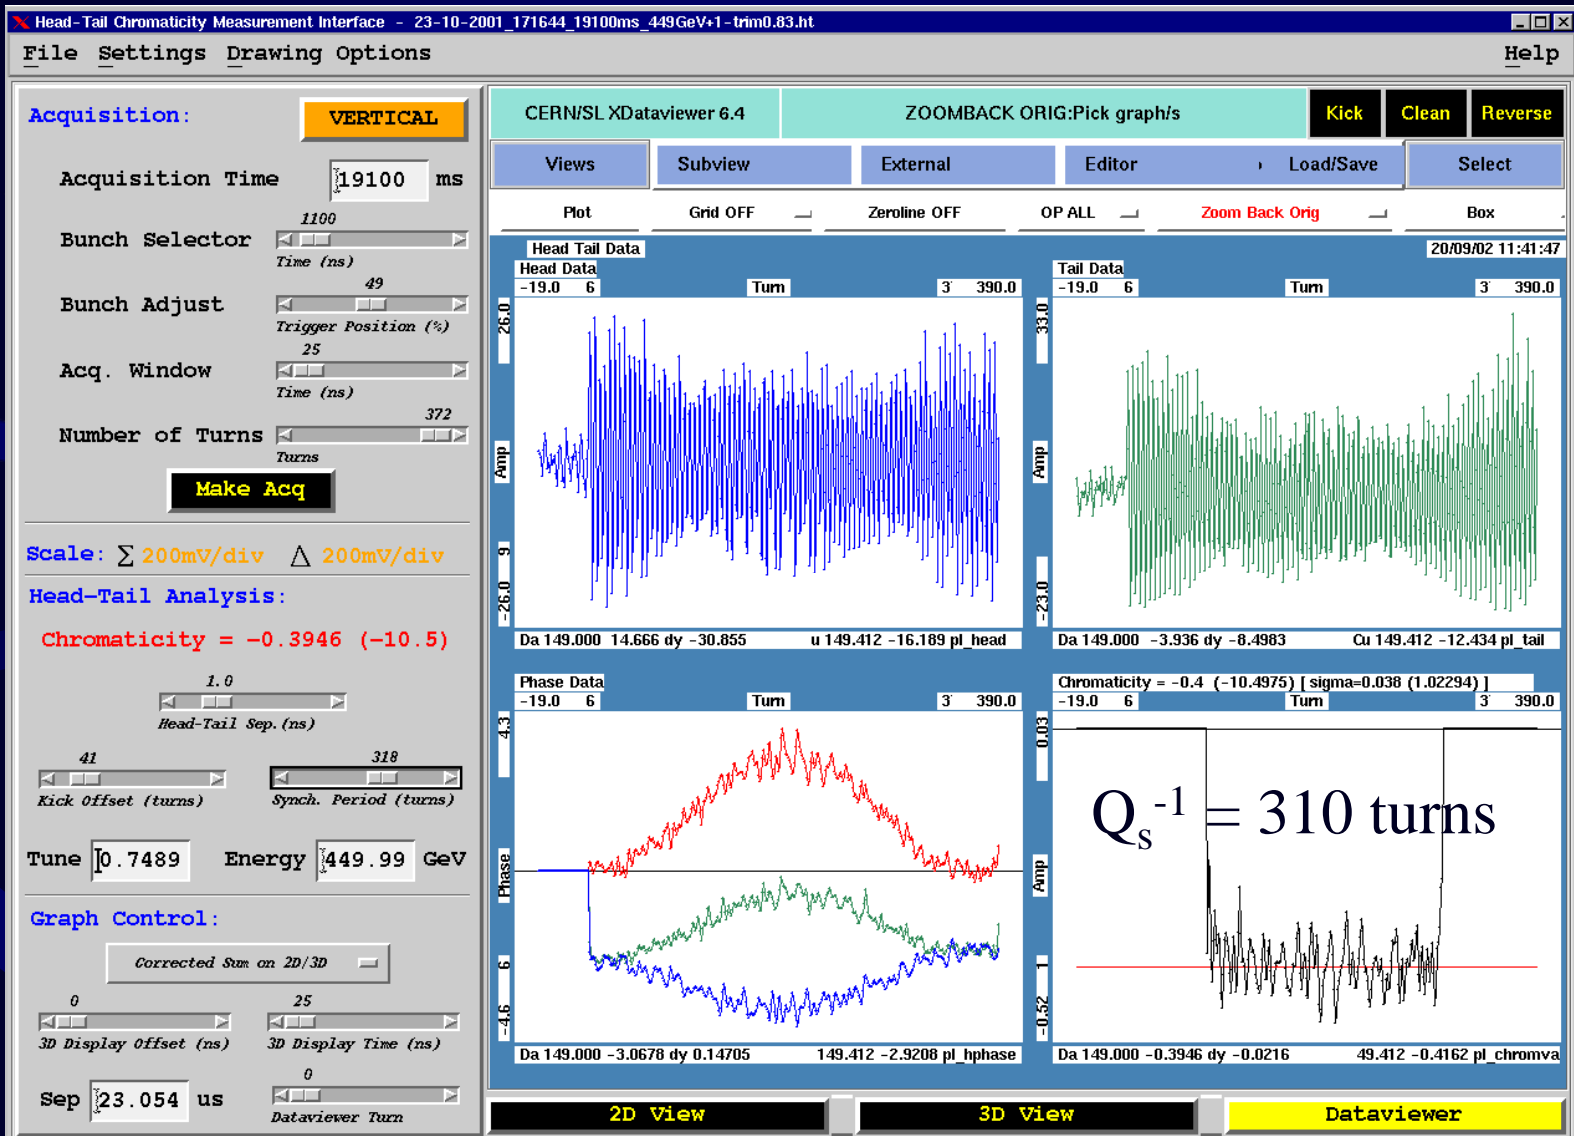 Head-Tail Chromaticity Measurement Interface - 23-10-2001_171644_19100ms_449GeV+1-trim0.83.ht
File Settings Drawing Options Help
Acquisition: VERTICAL
Acquisition Time 19100 ms
1100
Bunch Selector
Time (ns)
49
Bunch Adjust
Trigger Position (%)
25
Acq. Window
Time (ns)
372
Number of Turns
Turns
Make Acq
Scale: Σ 200mV/div Δ 200mV/div
Head-Tail Analysis:
Chromaticity = -0.3946 (-10.5)
1.0
Head-Tail Sep.(ns)
41
Kick Offset (turns)
318
Synch. Period (turns)
Tune 0.7489 Energy 449.99 GeV
Graph Control:
Corrected Sum on 2D/3D
0
3D Display Offset (ns)
25
3D Display Time (ns)
Sep 23.054 us
0
Dataviewer Turn
CERN/SL XDataviewer 6.4 ZOOMBACK ORIG:Pick graph/s Kick Clean Reverse
Views Subview External Editor Load/Save Select
Plot Grid OFF Zeroline OFF OP ALL Zoom Back Orig Box
Head Tail Data 20/09/02 11:41:47
Head Data
-19.0 6 Turn 3 390.0
26.0
Amp
9
-26.0
Da 149.000 14.666 dy -30.855 u 149.412 -16.189 pl_head
Tail Data
-19.0 6 Turn 3 390.0
33.0
Amp
-23.0
Da 149.000 -3.936 dy -8.4983 Cu 149.412 -12.434 pl_tail
Phase Data
-19.0 6 Turn 3 390.0
4.3
Phase
6
-4.6
Da 149.000 -3.0678 dy 0.14705 149.412 -2.9208 pl_hphase
Chromaticity = -0.4 (-10.4975) [ sigma=0.038 (1.02294) ]
-19.0 6 Turn 3 390.0
0.03
Amp
1
-0.52
Qs-1 = 310 turns
Da 149.000 -0.3946 dy -0.0216 49.412 -0.4162 pl_chromva
2D View 3D View Dataviewer